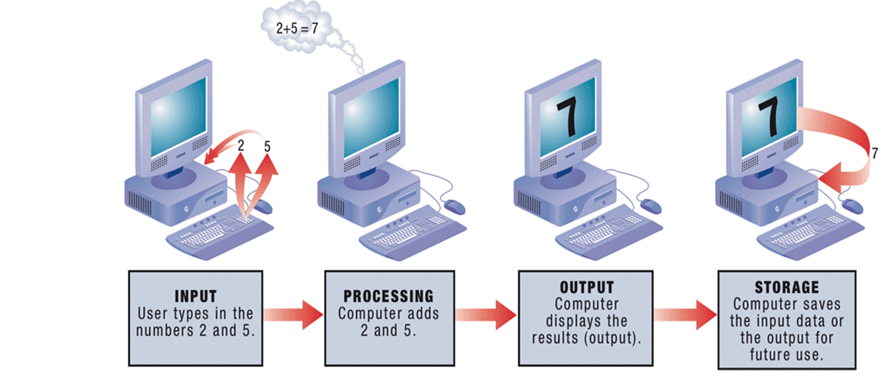 2+5=7
2
5
7
7
7
INPUT
User types in the
numbers 2 and 5.
PROCESSING
Computer adds
2 and 5.
OUTPUT
Computer
displays the
results (output).
STORAGE
Computer saves
the input data or
the output for
future use.